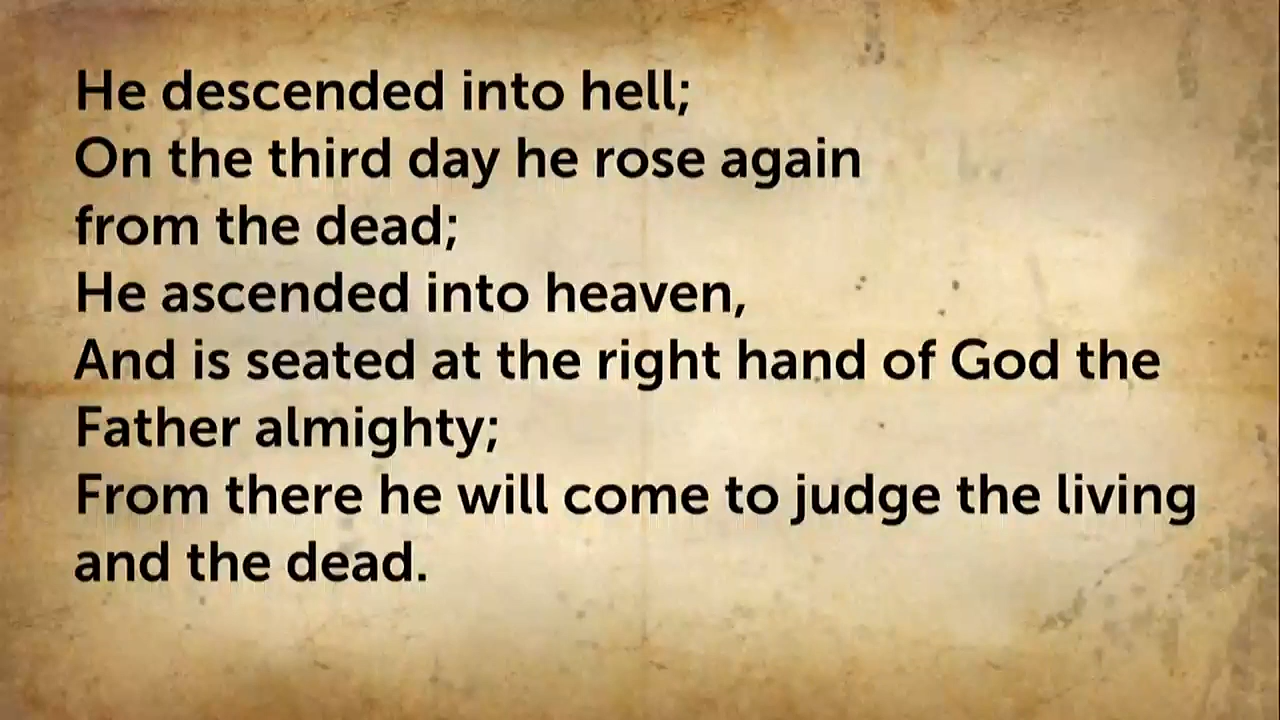 He descended into hell;
On the third day he rose again
from the dead;
He ascended into heaven,
And is seated at the right hand of God the
Father almighty;
From there he will come to judge the living
and the dead.